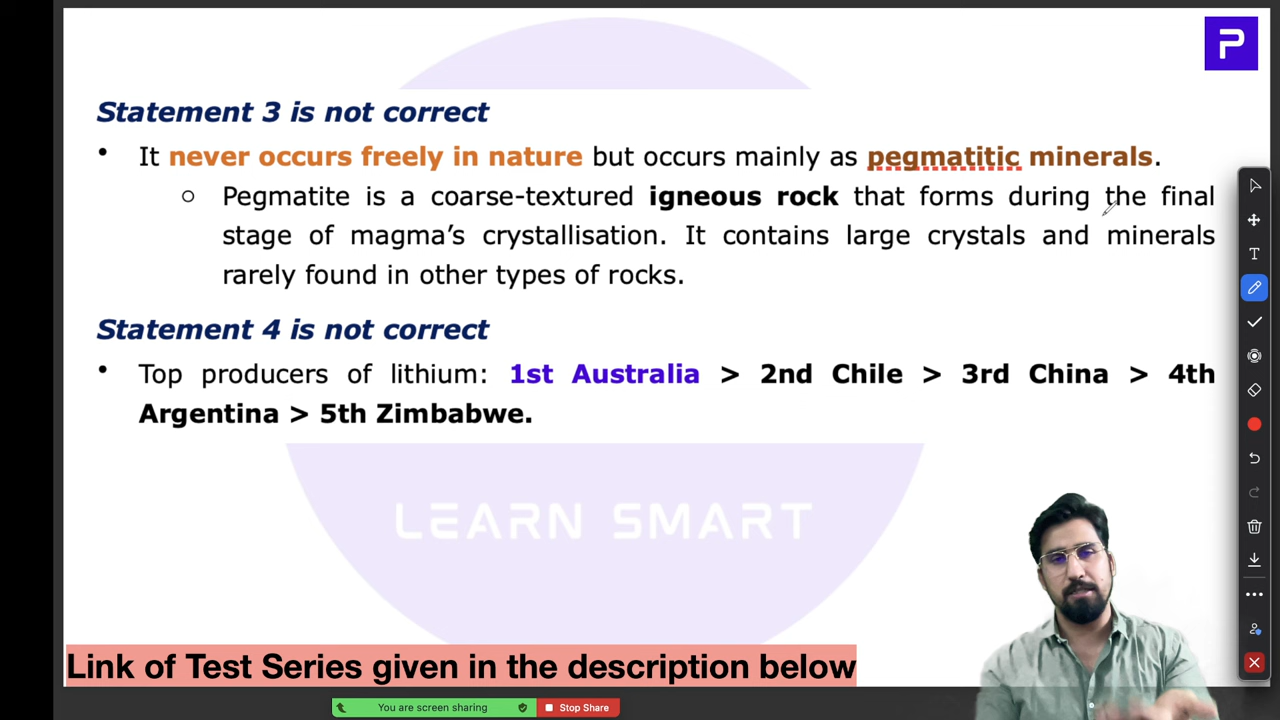 P
Statement 3 is not correct
• It never occurs freely in nature but occurs mainly as pegmatitic minerals.
○ Pegmatite is a coarse-textured igneous rock that forms during the final
stage of magma’s crystallisation. It contains large crystals and minerals
rarely found in other types of rocks.
Statement 4 is not correct
• Top producers of lithium: 1st Australia > 2nd Chile > 3rd China > 4th
Argentina > 5th Zimbabwe.
LEARN SMART
Link of Test Series given in the description below
You are screen sharing
Stop Share
T